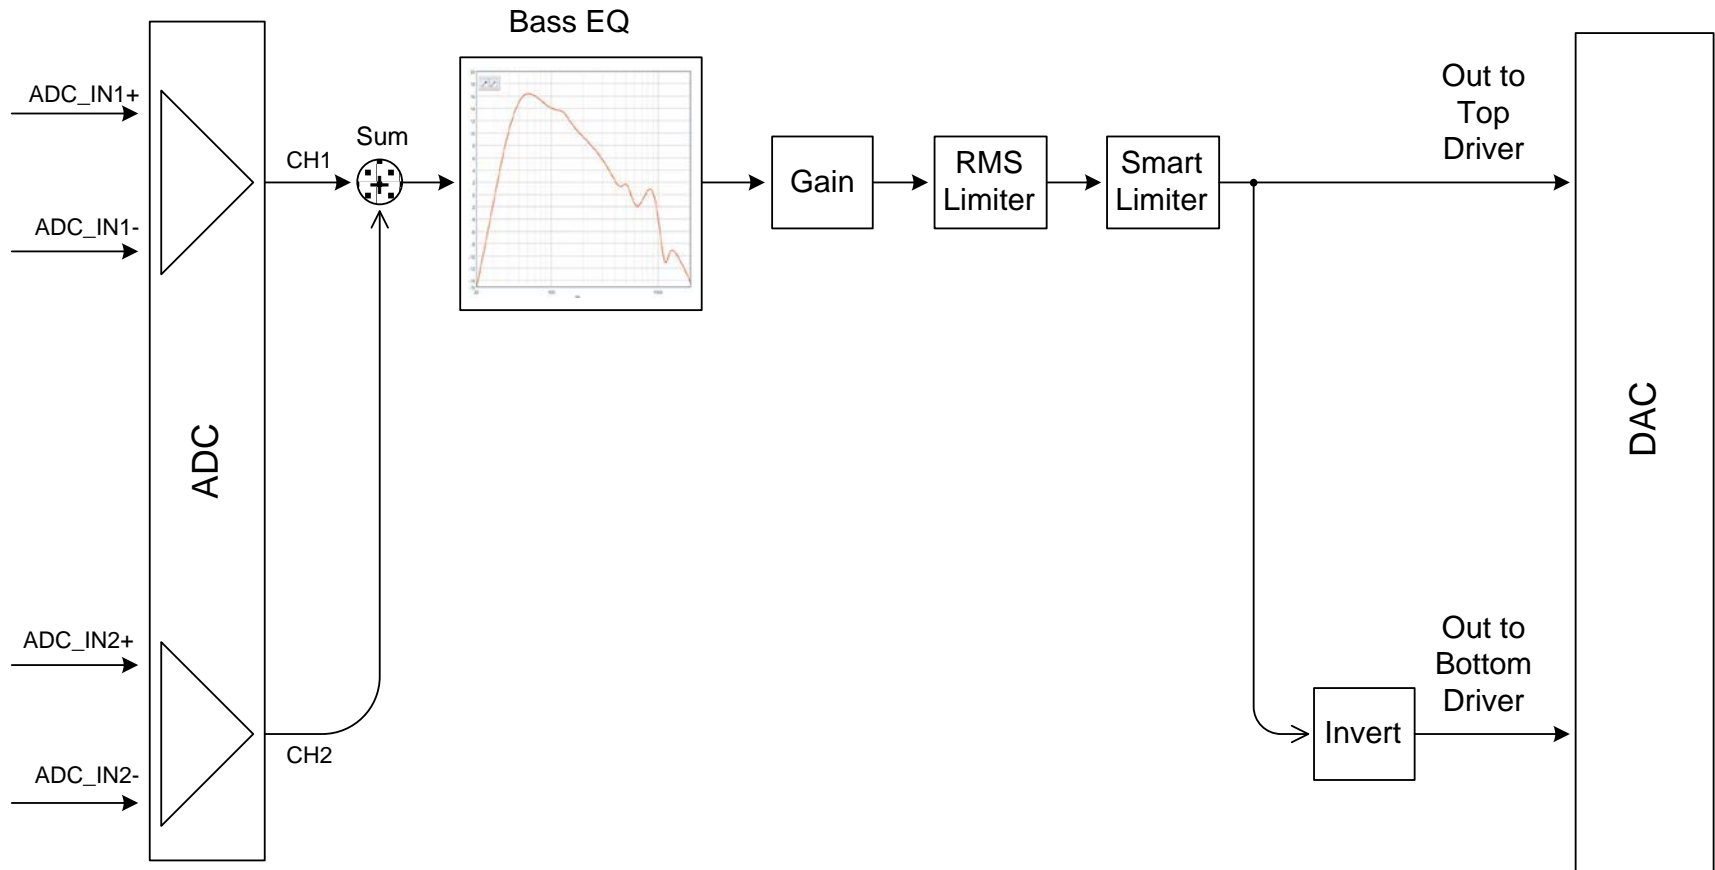 Bass EQ
ADC_IN1+
ADC_IN1-
ADC
CH1
Sum
Gain
RMS
Limiter
Smart
Limiter
Out to
Top
Driver
DAC
ADC_IN2+
ADC_IN2-
CH2
Invert
Out to
Bottom
Driver